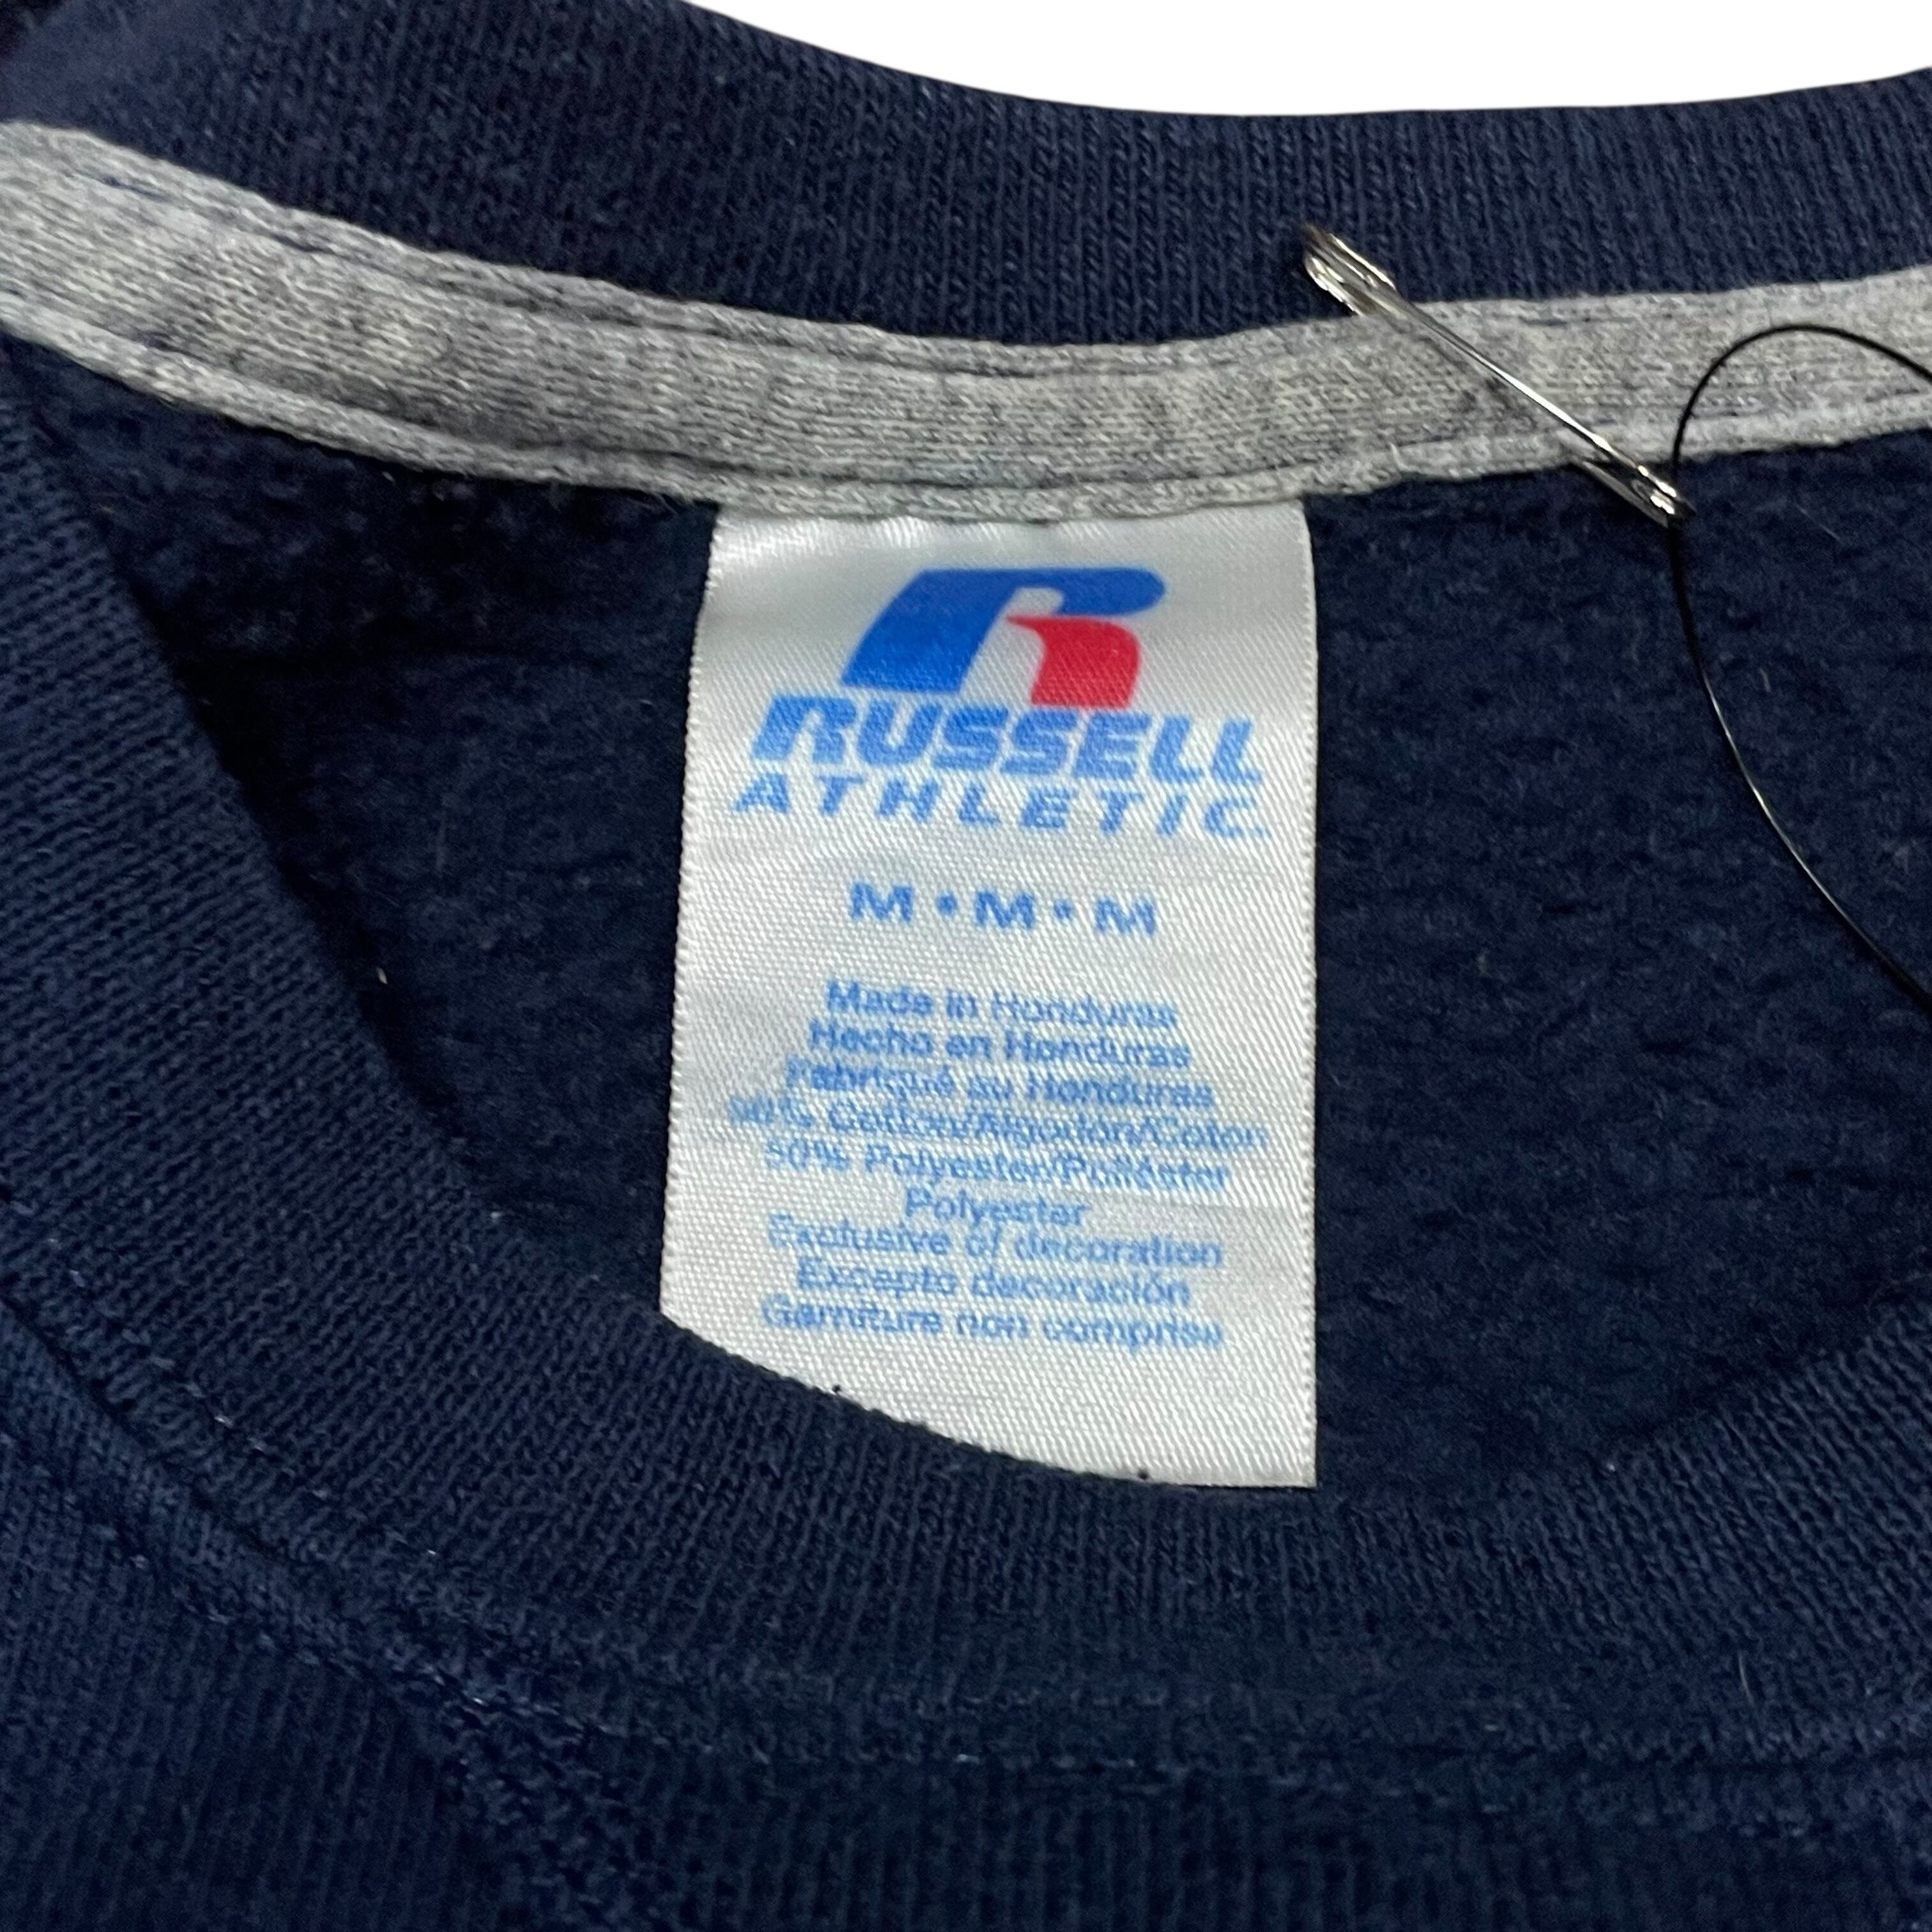 RUSSELL
ATHLETIC
M • M • M
Made in Honduras
Hecho en Honduras
Fabriqué au Honduras
50% Cotton/Algodón/Coton
50% Polyester/Poliéster
Polyester
Exclusive of decoration
Excepto decoración
Garniture non comprise